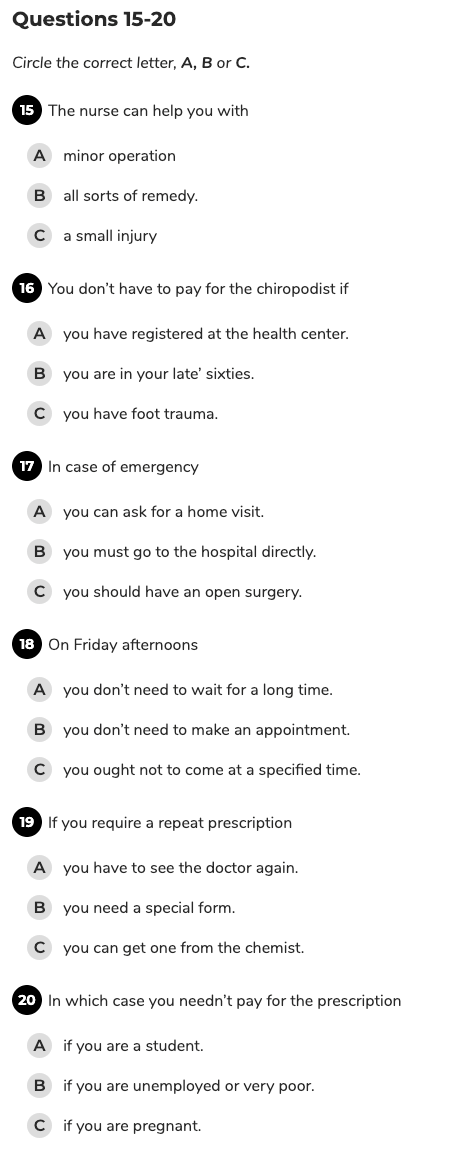 Questions 15-20
Circle the correct letter, A, B or C.
15 The nurse can help you with
A minor operation
B all sorts of remedy.
C a small injury
16 You don't have to pay for the chiropodist if
A you have registered at the health center.
B you are in your late' sixties.
C you have foot trauma.
17 In case of emergency
A you can ask for a home visit.
B you must go to the hospital directly.
C you should have an open surgery.
18 On Friday afternoons
A you don't need to wait for a long time.
B you don't need to make an appointment.
C you ought not to come at a specified time.
19 If you require a repeat prescription
A you have to see the doctor again.
B you need a special form.
C you can get one from the chemist.
20 In which case you needn't pay for the prescription
A if you are a student.
B if you are unemployed or very poor.
C if you are pregnant.